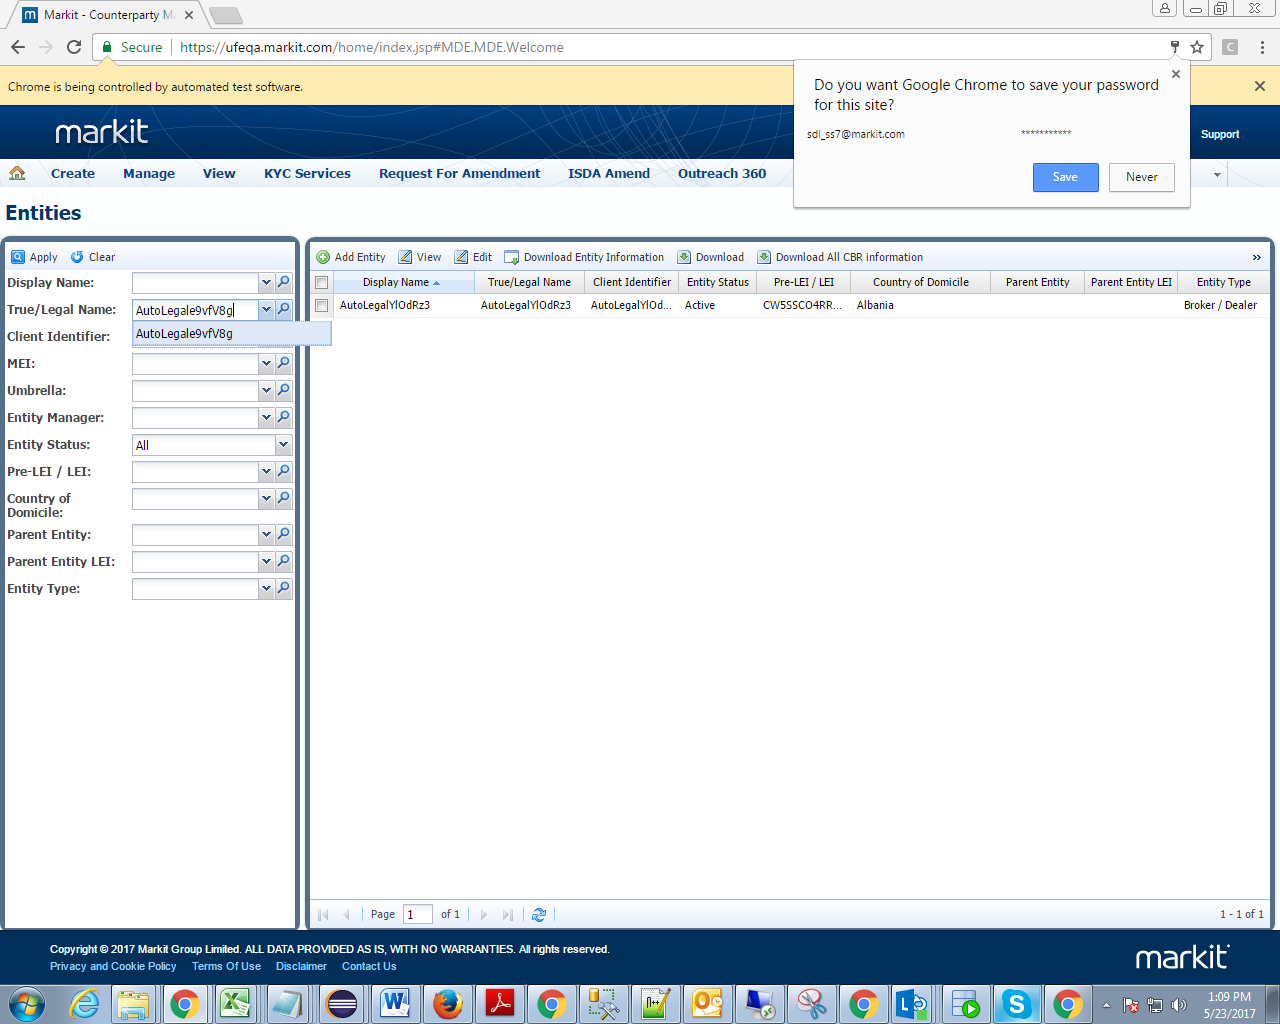 Markit - Counterparty M
Secure https://ufeqa.markit.com/home/index.jsp#MDE.MDE.Welcome
Chrome is being controlled by automated test software.
Do you want Google Chrome to save your password
for this site?
sdl_ss7@markit.com ***********
Save Never
markit
Support
Create Manage View KYC Services Request For Amendment ISDA Amend Outreach 360
Entities
Apply Clear
Display Name:
True/Legal Name: AutoLegale9vfV8g
AutoLegale9vfV8g
Client Identifier:
MEI:
Umbrella:
Entity Manager:
Entity Status: All
Pre-LEI / LEI:
Country of
Domicile:
Parent Entity:
Parent Entity LEI:
Entity Type:
Add Entity View Edit Download Entity Information Download Download All CBR information »
Display Name True/Legal Name Client Identifier Entity Status Pre-LEI / LEI Country of Domicile Parent Entity Parent Entity LEI Entity Type
AutoLegalYlOdRz3 AutoLegalYlOdRz3 AutoLegalYlOd... Active CW5SSCO4RR... Albania Broker / Dealer
Page 1 of 1
1 - 1 of 1
Copyright © 2017 Markit Group Limited. ALL DATA PROVIDED AS IS, WITH NO WARRANTIES. All rights reserved.
Privacy and Cookie Policy Terms Of Use Disclaimer Contact Us
markit
1:09 PM
5/23/2017